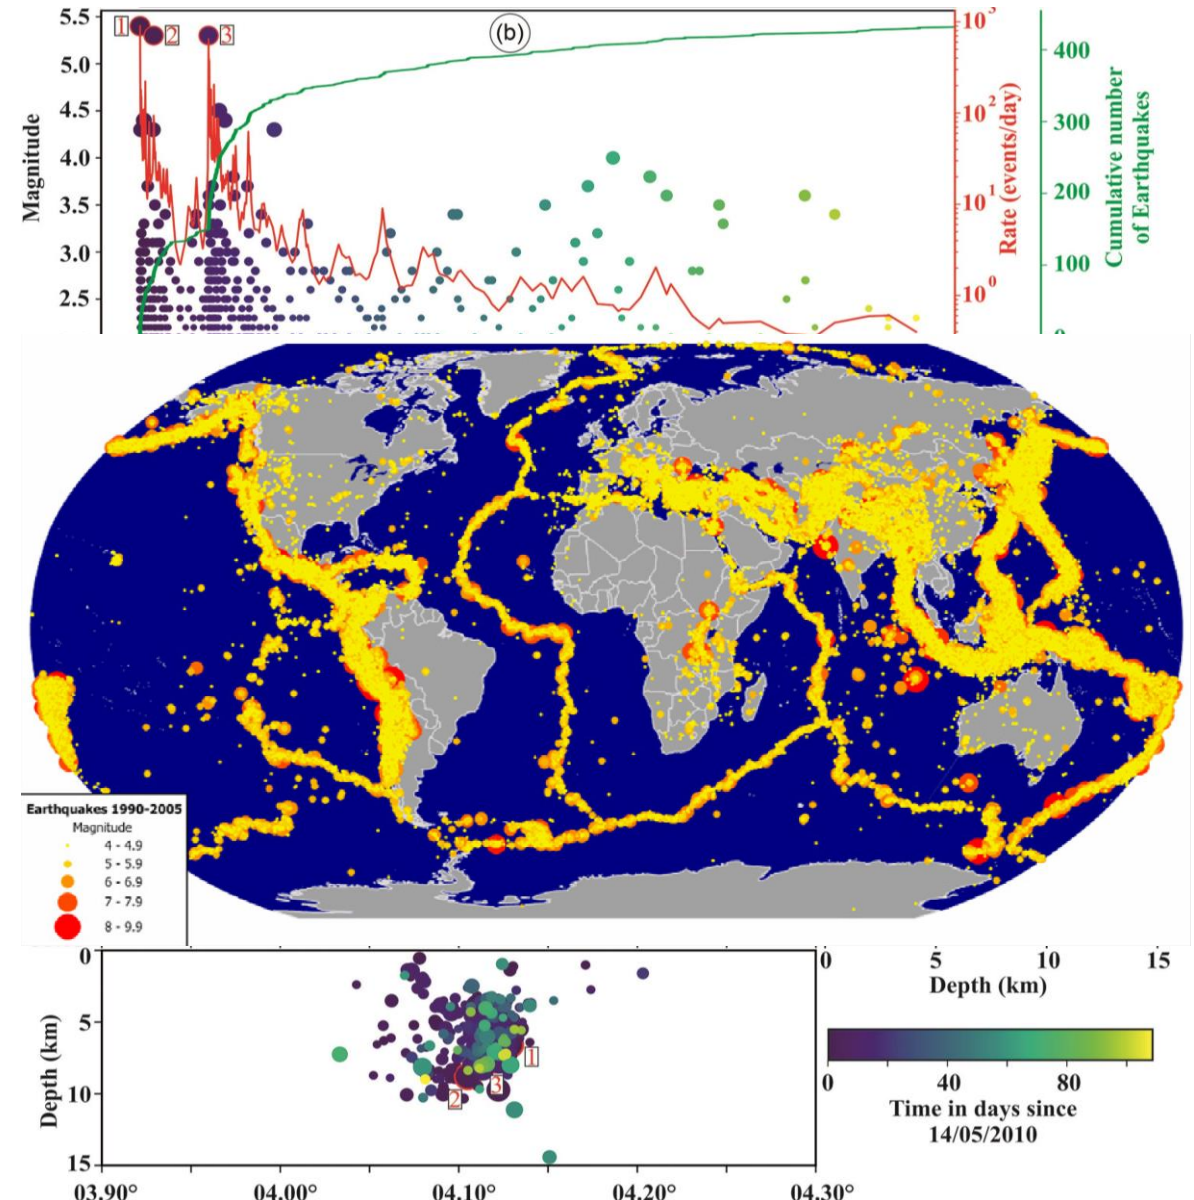 5.5
5.0
4.5
4.0
3.5
3.0
2.5
Magnitude
1
2
3
(b)
10³
10²
10¹
10⁰
Rate (events/day)
400
300
200
100
Cumulative number
of Earthquakes
Earthquakes 1990-2005
Magnitude
4 - 4.9
5 - 5.9
6 - 6.9
7 - 7.9
8 - 9.9
0
5
10
15
Depth (km)
1
2
3
03.90°
04.00°
04.10°
04.20°
04.30°
0
5
10
15
Depth (km)
0
40
80
Time in days since
14/05/2010